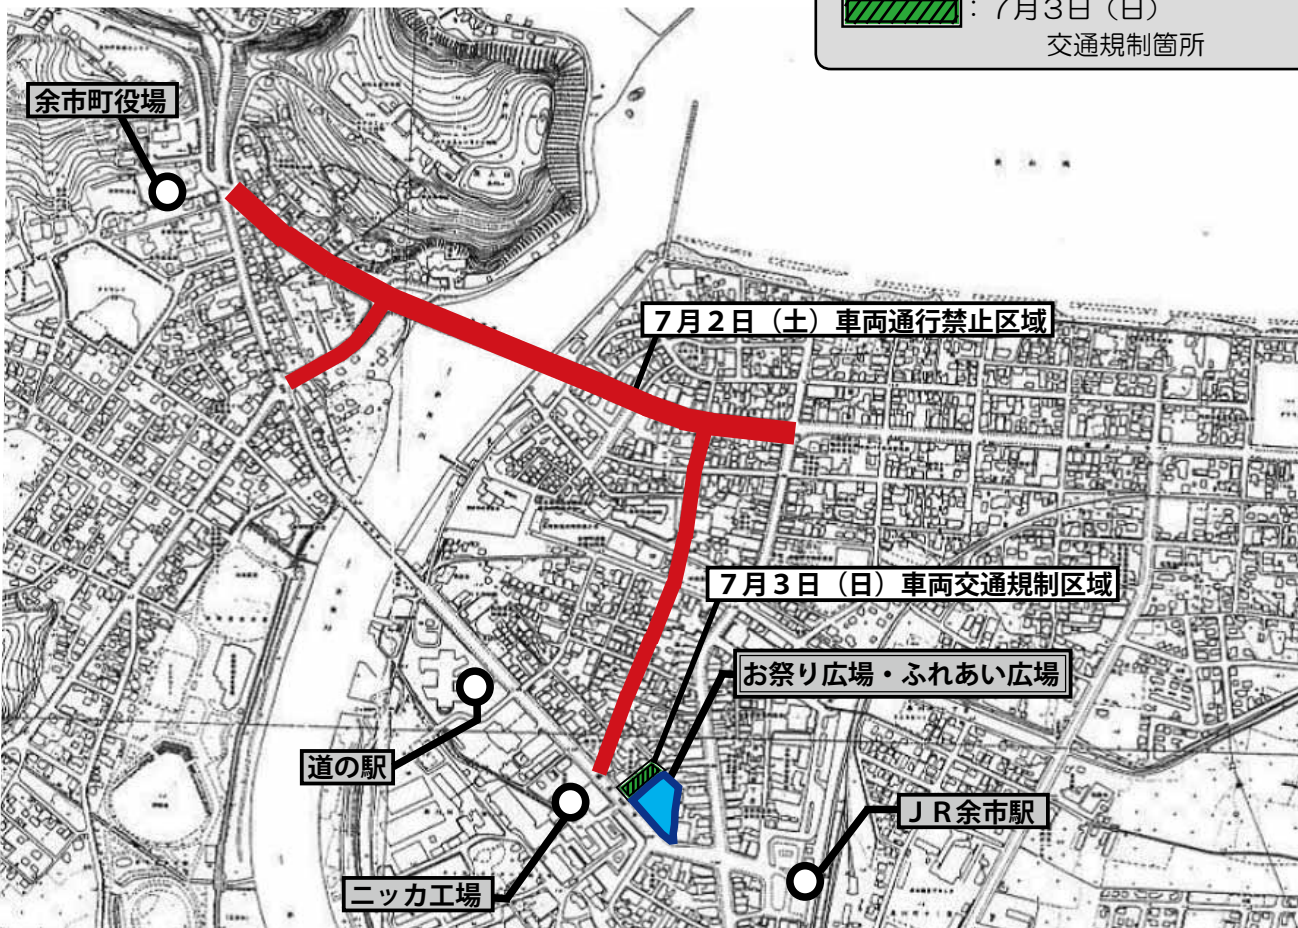 ：７月３日（日）
交通規制箇所
余市町役場
７月２日（土）車両通行禁止区域
７月３日（日）車両交通規制区域
お祭り広場・ふれあい広場
道の駅
ＪＲ余市駅
ニッカ工場